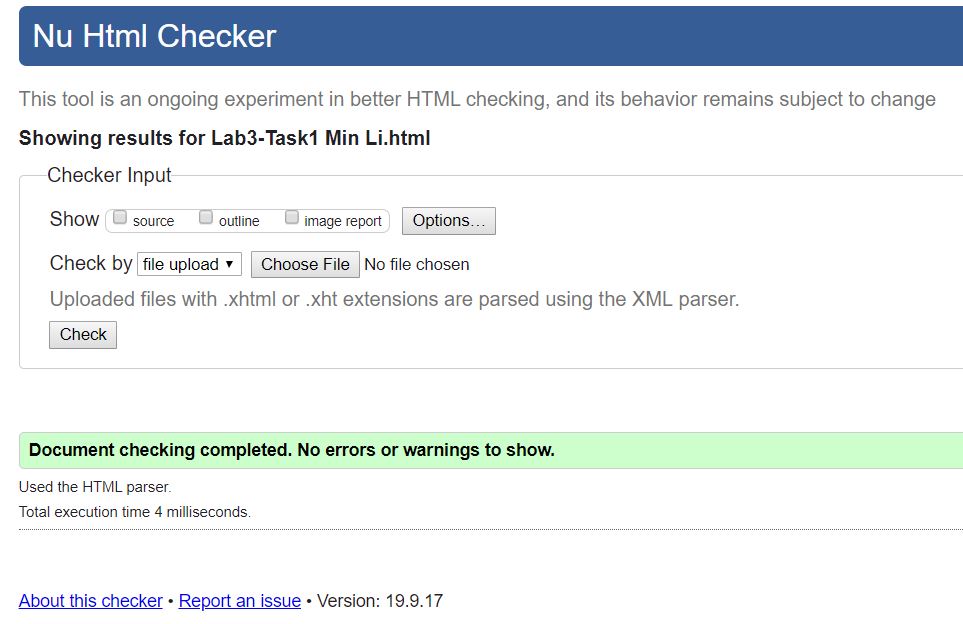 Nu Html Checker
This tool is an ongoing experiment in better HTML checking, and its behavior remains subject to change
Showing results for Lab3-Task1 Min Li.html
Checker Input
Show source outline image report Options...
Check by file upload ▼ Choose File No file chosen
Uploaded files with .xhtml or .xht extensions are parsed using the XML parser.
Check
Document checking completed. No errors or warnings to show.
Used the HTML parser.
Total execution time 4 milliseconds.
About this checker • Report an issue • Version: 19.9.17